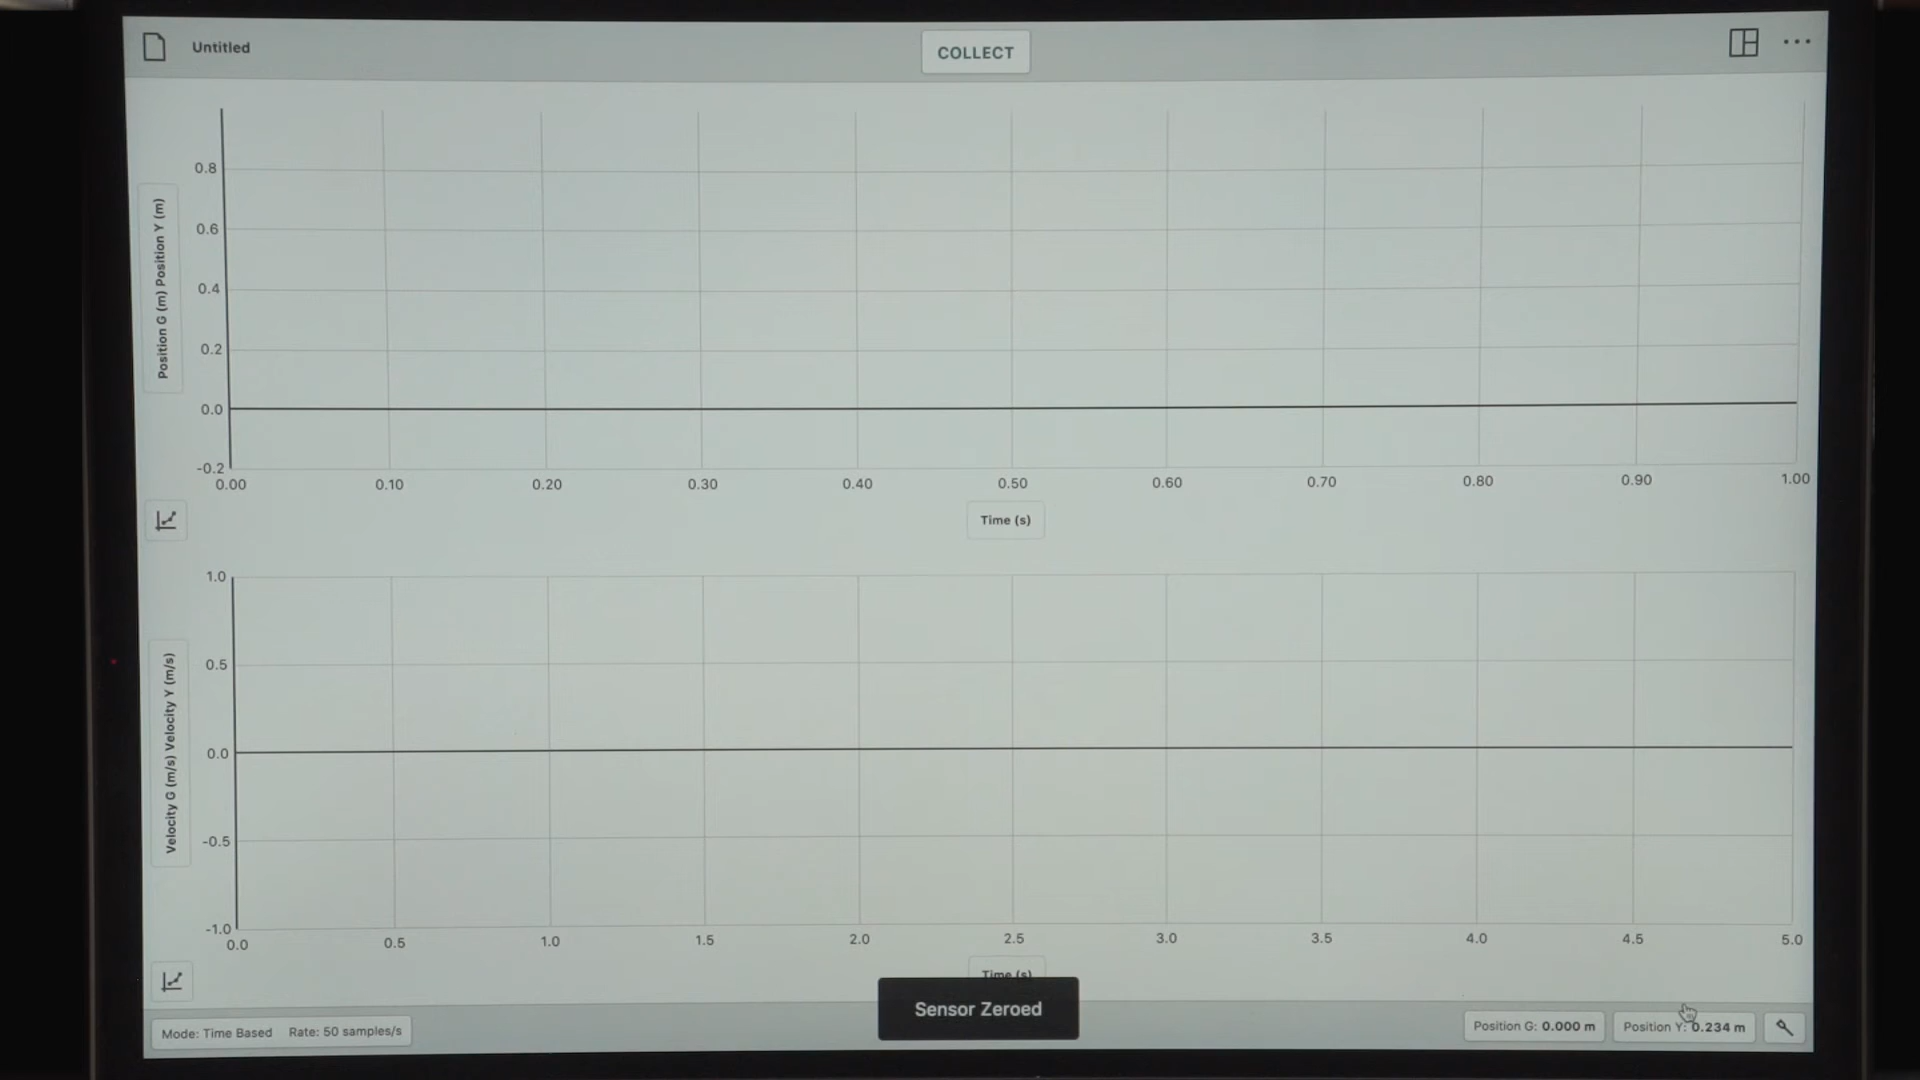 Untitled
COLLECT
Position G (m) Position Y (m)
0.8
0.6
0.4
0.2
0.0
-0.2
0.00 0.10 0.20 0.30 0.40 0.50 0.60 0.70 0.80 0.90 1.00
Time (s)
Velocity G (m/s) Velocity Y (m/s)
1.0
0.5
0.0
-0.5
-1.0
0.0 0.5 1.0 1.5 2.0 2.5 3.0 3.5 4.0 4.5 5.0
Time (s)
Sensor Zeroed
Mode: Time Based Rate: 50 samples/s
Position G: 0.000 m
Position Y: 0.234 m